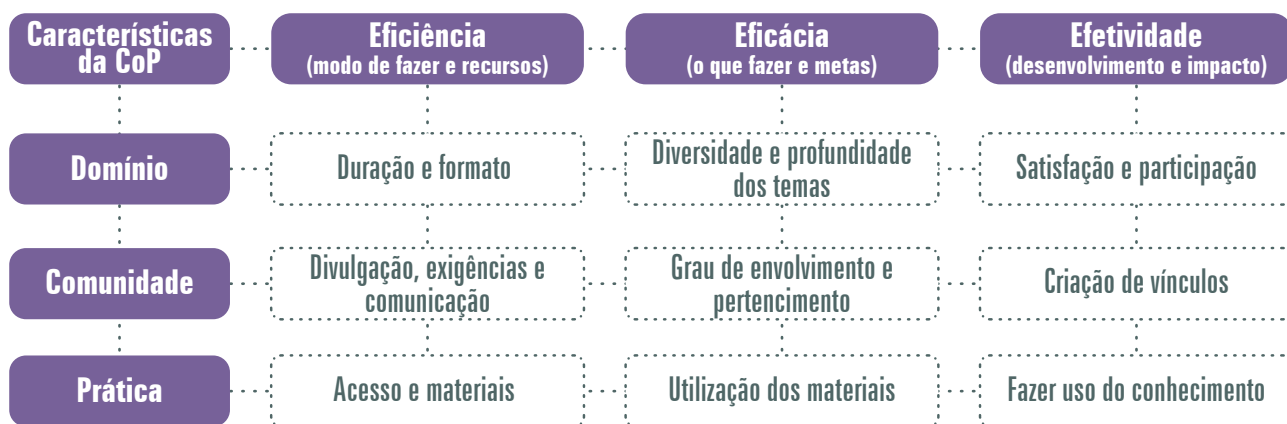 Características
da CoP
Eficiência
(modo de fazer e recursos)
Eficácia
(o que fazer e metas)
Efetividade
(desenvolvimento e impacto)
Domínio
Duração e formato
Diversidade e profundidade
dos temas
Satisfação e participação
Comunidade
Divulgação, exigências e
comunicação
Grau de envolvimento e
pertencimento
Criação de vínculos
Prática
Acesso e materiais
Utilização dos materiais
Fazer uso do conhecimento